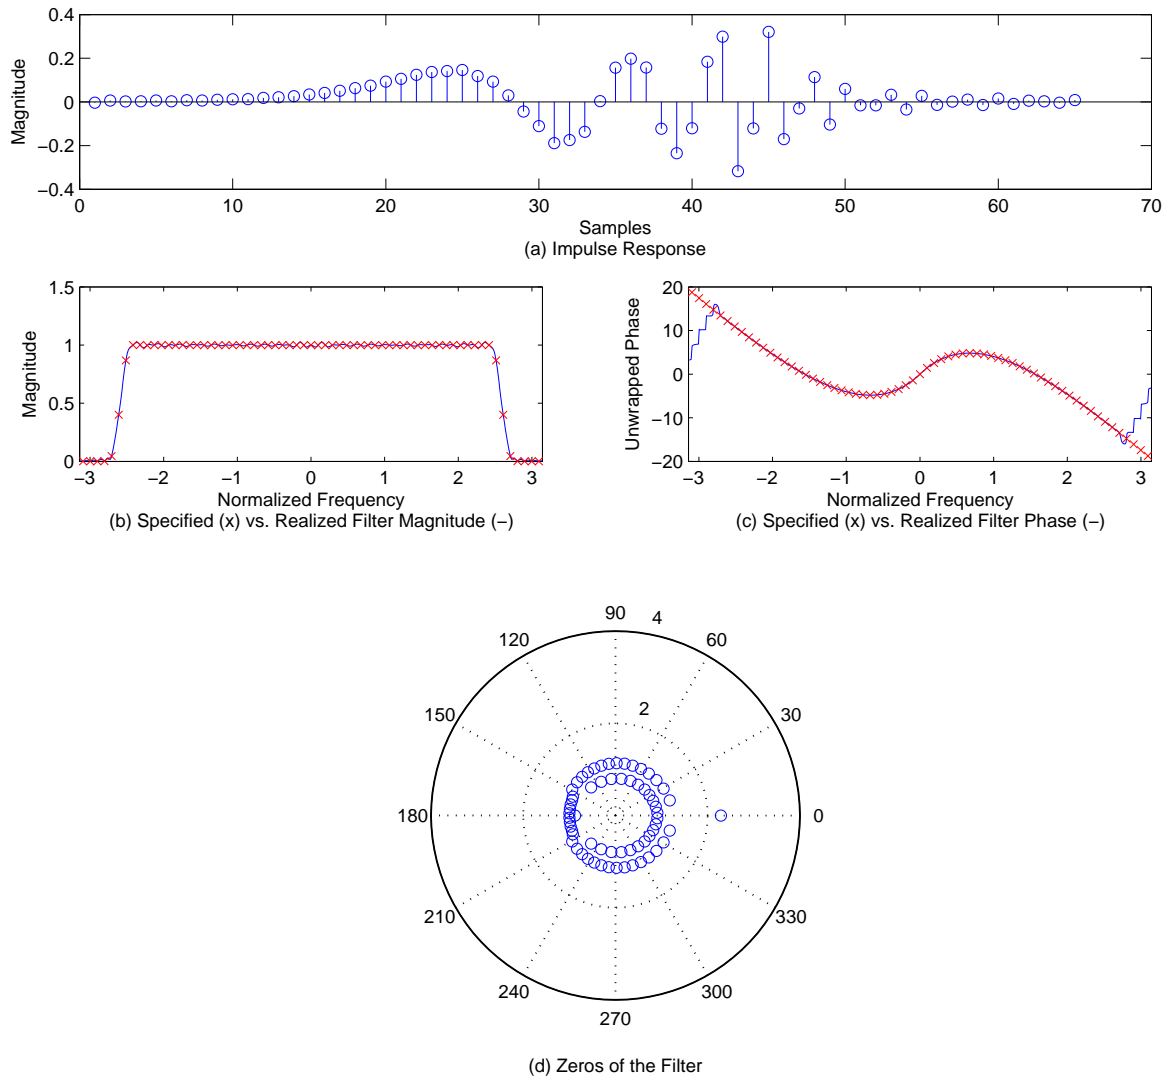 0.4
0.2
0
−0.2
−0.4
Magnitude
0 10 20 30 40 50 60 70
Samples
(a) Impulse Response
1.5
1
0.5
0
Magnitude
−3 −2 −1 0 1 2 3
Normalized Frequency
(b) Specified (x) vs. Realized Filter Magnitude (−)
20
10
0
−10
−20
Unwrapped Phase
−3 −2 −1 0 1 2 3
Normalized Frequency
(c) Specified (x) vs. Realized Filter Phase (−)
90 4
120 60
150 2 30
180 0
210 330
240 300
270
(d) Zeros of the Filter